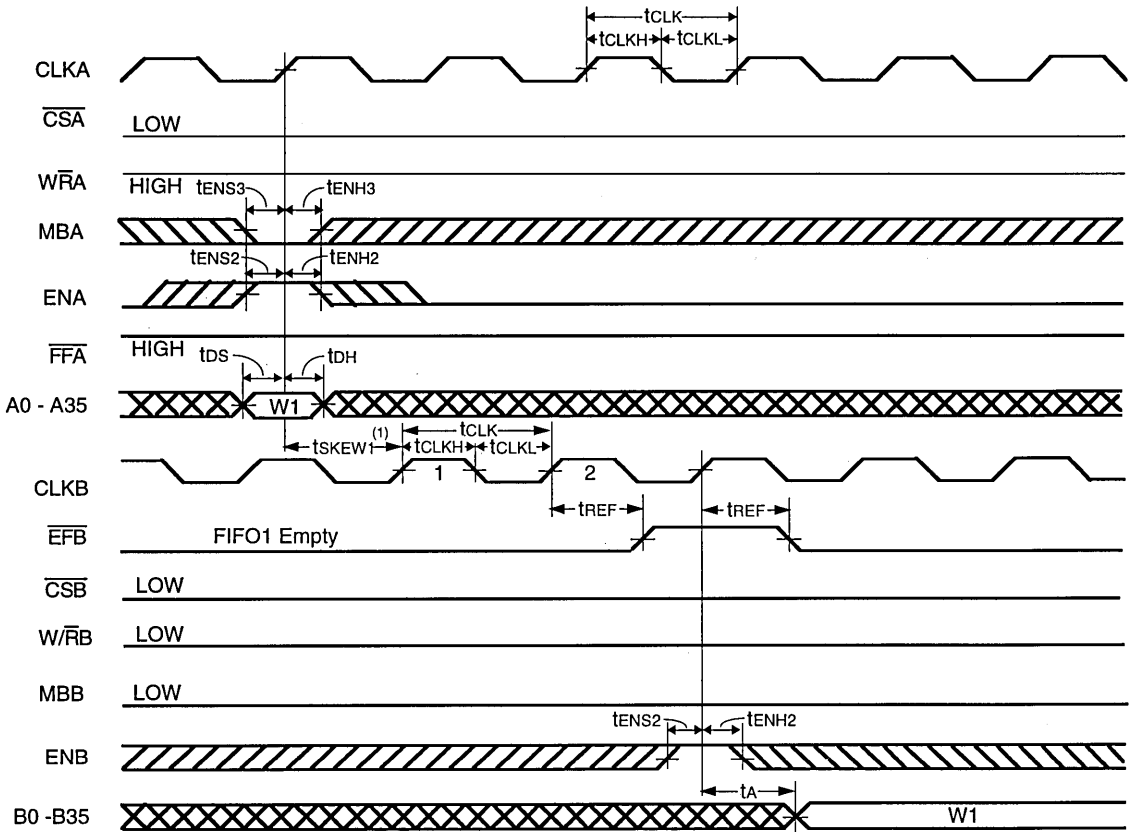 tCLK
tCLKH tCLKL
CLKA
CSA LOW
WRA HIGH tENS3 tENH3
MBA
tENS2 tENH2
ENA
FFA HIGH
tDS tDH
A0 - A35 W1
tSKEW1(1) tCLK
tCLKH tCLKL
CLKB 1 2
tREF tREF
EFB FIFO1 Empty
CSB LOW
W/RB LOW
MBB LOW
tENS2 tENH2
ENB
tA
B0 -B35 W1